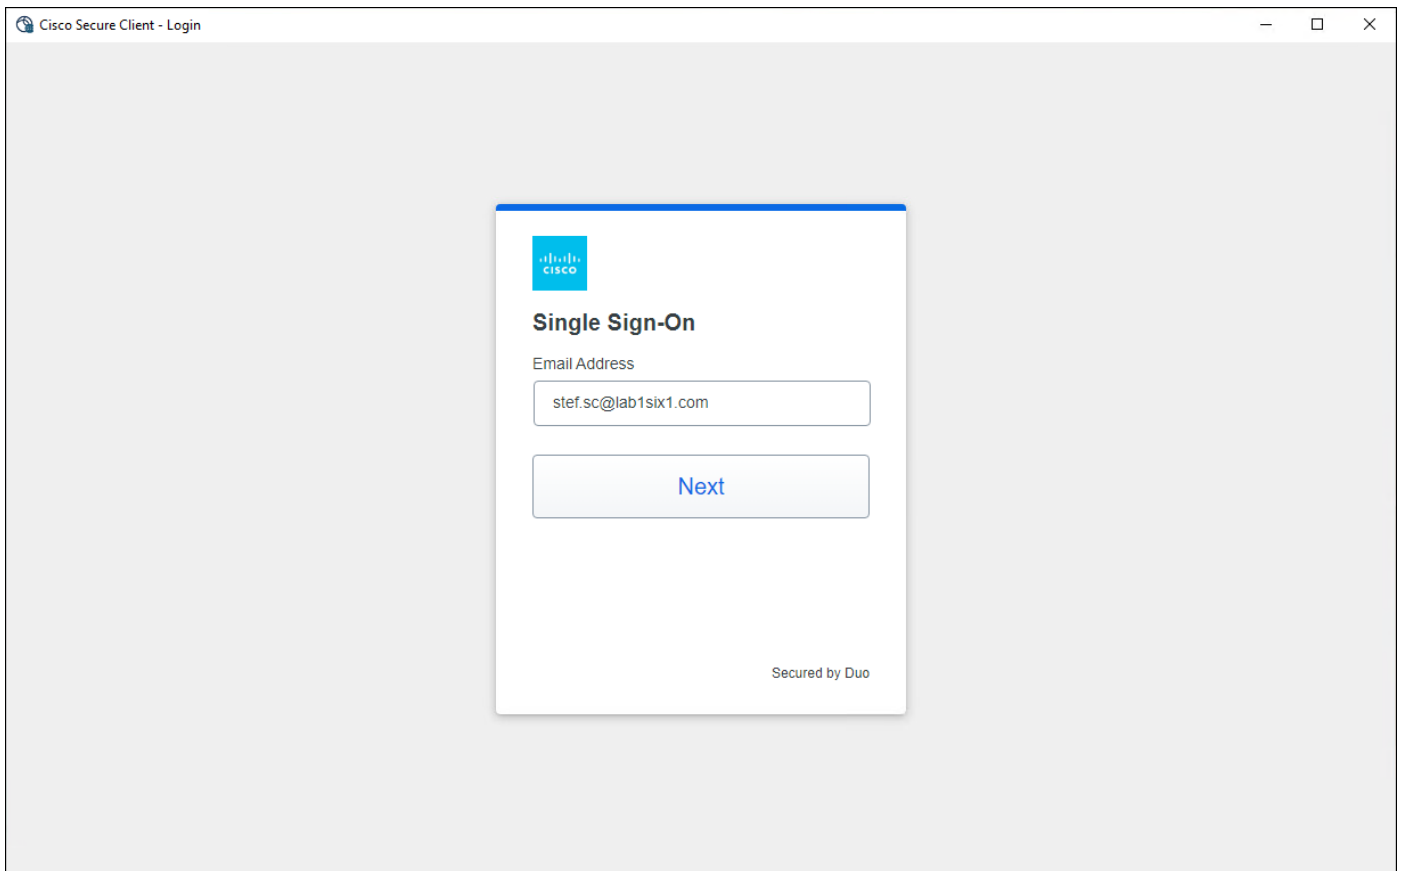 Cisco Secure Client - Login
CISCO
Single Sign-On
Email Address
stef.sc@lab1six1.com
Next
Secured by Duo